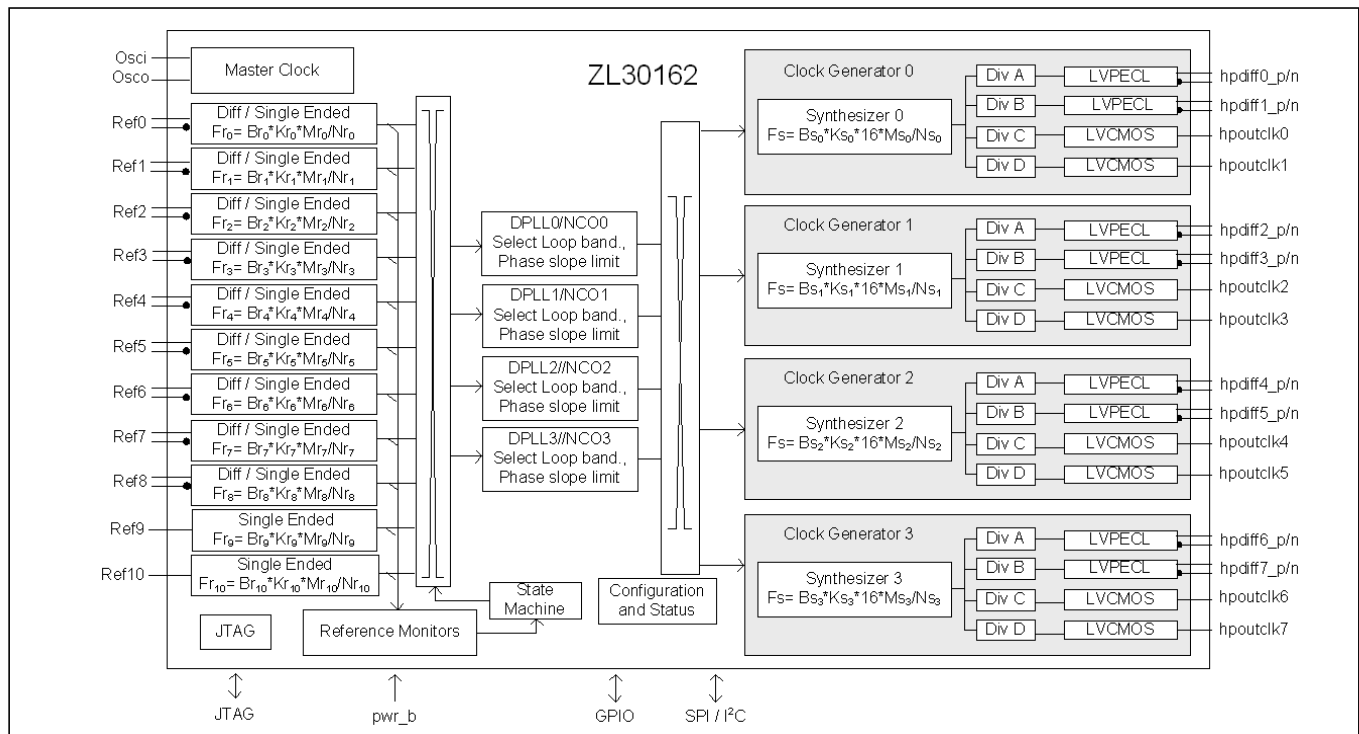 ZL30162
Osci
Osco
Master Clock
Ref0
Diff / Single Ended
Fr₀= Br₀*Kr₀*Mr₀/Nr₀
Ref1
Diff / Single Ended
Fr₁= Br₁*Kr₁*Mr₁/Nr₁
Ref2
Diff / Single Ended
Fr₂= Br₂*Kr₂*Mr₂/Nr₂
Ref3
Diff / Single Ended
Fr₃= Br₃*Kr₃*Mr₃/Nr₃
Ref4
Diff / Single Ended
Fr₄= Br₄*Kr₄*Mr₄/Nr₄
Ref5
Diff / Single Ended
Fr₅= Br₅*Kr₅*Mr₅/Nr₅
Ref6
Diff / Single Ended
Fr₆= Br₆*Kr₆*Mr₆/Nr₆
Ref7
Diff / Single Ended
Fr₇= Br₇*Kr₇*Mr₇/Nr₇
Ref8
Diff / Single Ended
Fr₈= Br₈*Kr₈*Mr₈/Nr₈
Ref9
Single Ended
Fr₉= Br₉*Kr₉*Mr₉/Nr₉
Ref10
Single Ended
Fr₁₀= Br₁₀*Kr₁₀*Mr₁₀/Nr₁₀
JTAG
Reference Monitors
State
Machine
DPLL0/NCO0
Select Loop band.,
Phase slope limit
DPLL1/NCO1
Select Loop band.,
Phase slope limit
DPLL2//NCO2
Select Loop band.,
Phase slope limit
DPLL3//NCO3
Select Loop band.,
Phase slope limit
Configuration
and Status
Clock Generator 0
Synthesizer 0
Fs= Bs₀*Ks₀*16*Ms₀/Ns₀
Div A LVPECL hpdiff0_p/n
Div B LVPECL hpdiff1_p/n
Div C LVCMOS hpoutclk0
Div D LVCMOS hpoutclk1
Clock Generator 1
Synthesizer 1
Fs= Bs₁*Ks₁*16*Ms₁/Ns₁
Div A LVPECL hpdiff2_p/n
Div B LVPECL hpdiff3_p/n
Div C LVCMOS hpoutclk2
Div D LVCMOS hpoutclk3
Clock Generator 2
Synthesizer 2
Fs= Bs₂*Ks₂*16*Ms₂/Ns₂
Div A LVPECL hpdiff4_p/n
Div B LVPECL hpdiff5_p/n
Div C LVCMOS hpoutclk4
Div D LVCMOS hpoutclk5
Clock Generator 3
Synthesizer 3
Fs= Bs₃*Ks₃*16*Ms₃/Ns₃
Div A LVPECL hpdiff6_p/n
Div B LVPECL hpdiff7_p/n
Div C LVCMOS hpoutclk6
Div D LVCMOS hpoutclk7
JTAG
pwr_b
GPIO
SPI / I²C